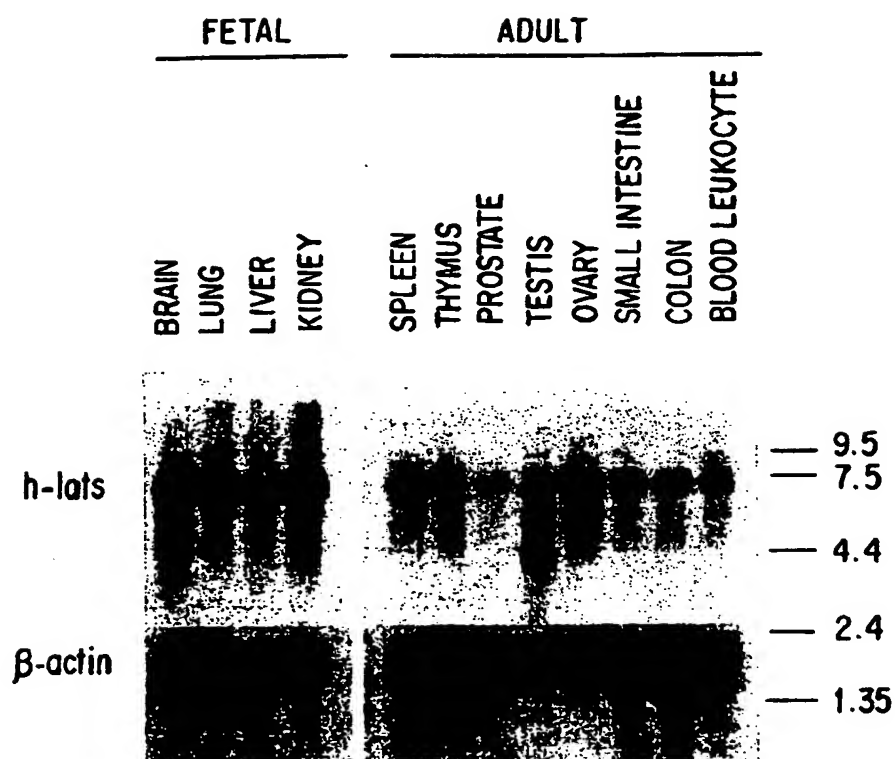 FETAL ADULT
BRAIN
LUNG
LIVER
KIDNEY
SPLEEN
THYMUS
PROSTATE
TESTIS
OVARY
SMALL INTESTINE
COLON
BLOOD LEUKOCYTE
h-lats
9.5
7.5
4.4
2.4
β-actin
1.35